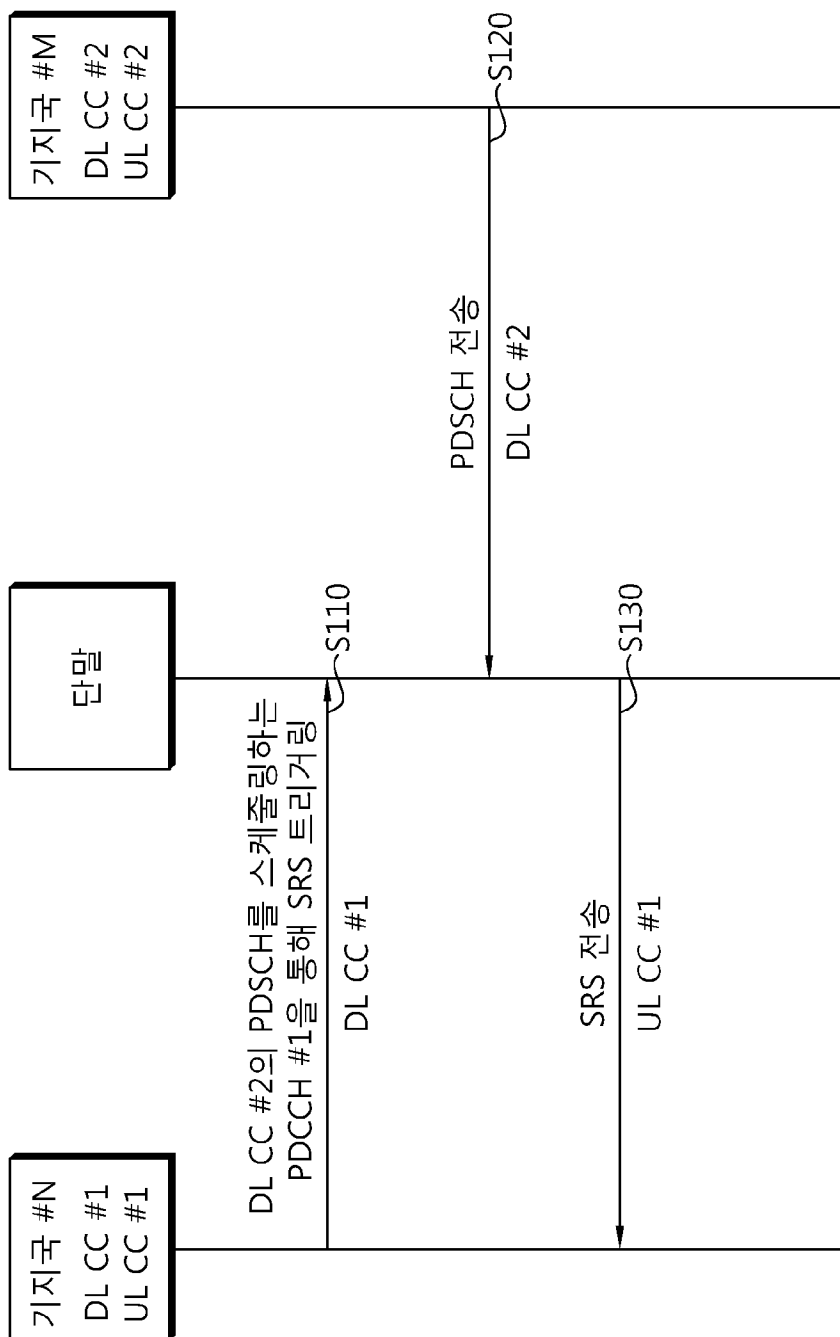 기지국 #N
DL CC #1
UL CC #1
단말
기지국 #M
DL CC #2
UL CC #2
DL CC #2의 PDSCH를 스케줄링하는
PDCCH #1을 통해 SRS 트리거링
DL CC #1
S110
PDSCH 전송
DL CC #2
S120
SRS 전송
UL CC #1
S130